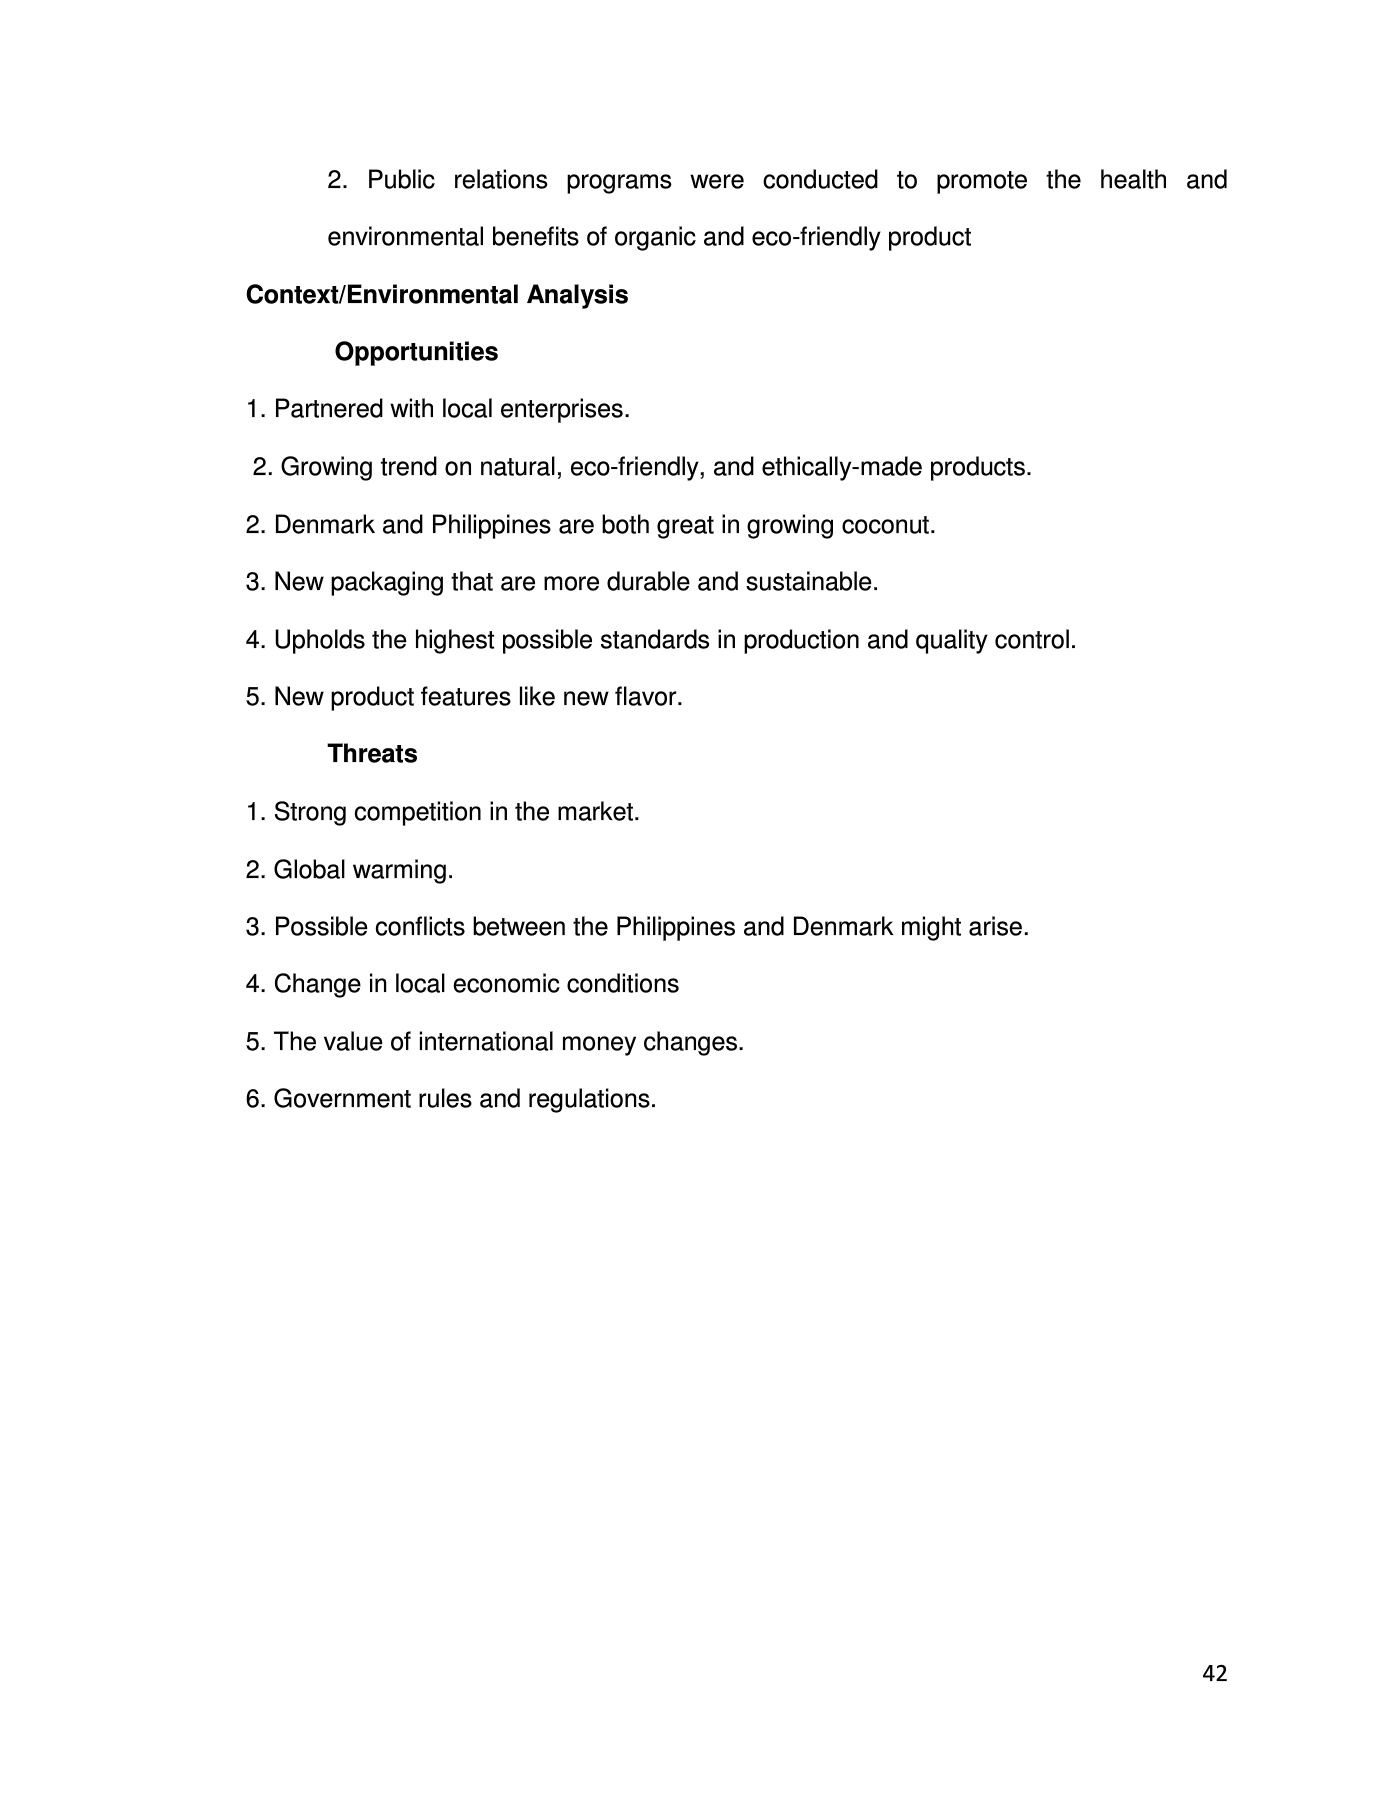 2. Public relations programs were conducted to promote the health and
environmental benefits of organic and eco-friendly product
Context/Environmental Analysis
Opportunities
1. Partnered with local enterprises.
2. Growing trend on natural, eco-friendly, and ethically-made products.
2. Denmark and Philippines are both great in growing coconut.
3. New packaging that are more durable and sustainable.
4. Upholds the highest possible standards in production and quality control.
5. New product features like new flavor.
Threats
1. Strong competition in the market.
2. Global warming.
3. Possible conflicts between the Philippines and Denmark might arise.
4. Change in local economic conditions
5. The value of international money changes.
6. Government rules and regulations.
42